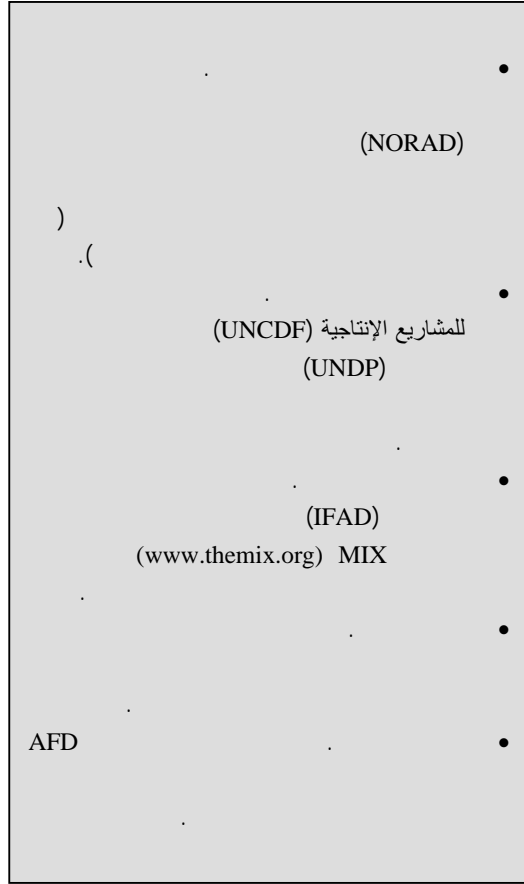 • .
(NORAD)
(
).
• .
للمشاريع الإنتاجية (UNCDF)
(UNDP)
.
• .
(IFAD)
MIX (www.themix.org)
.
• .
.
• . AFD
.